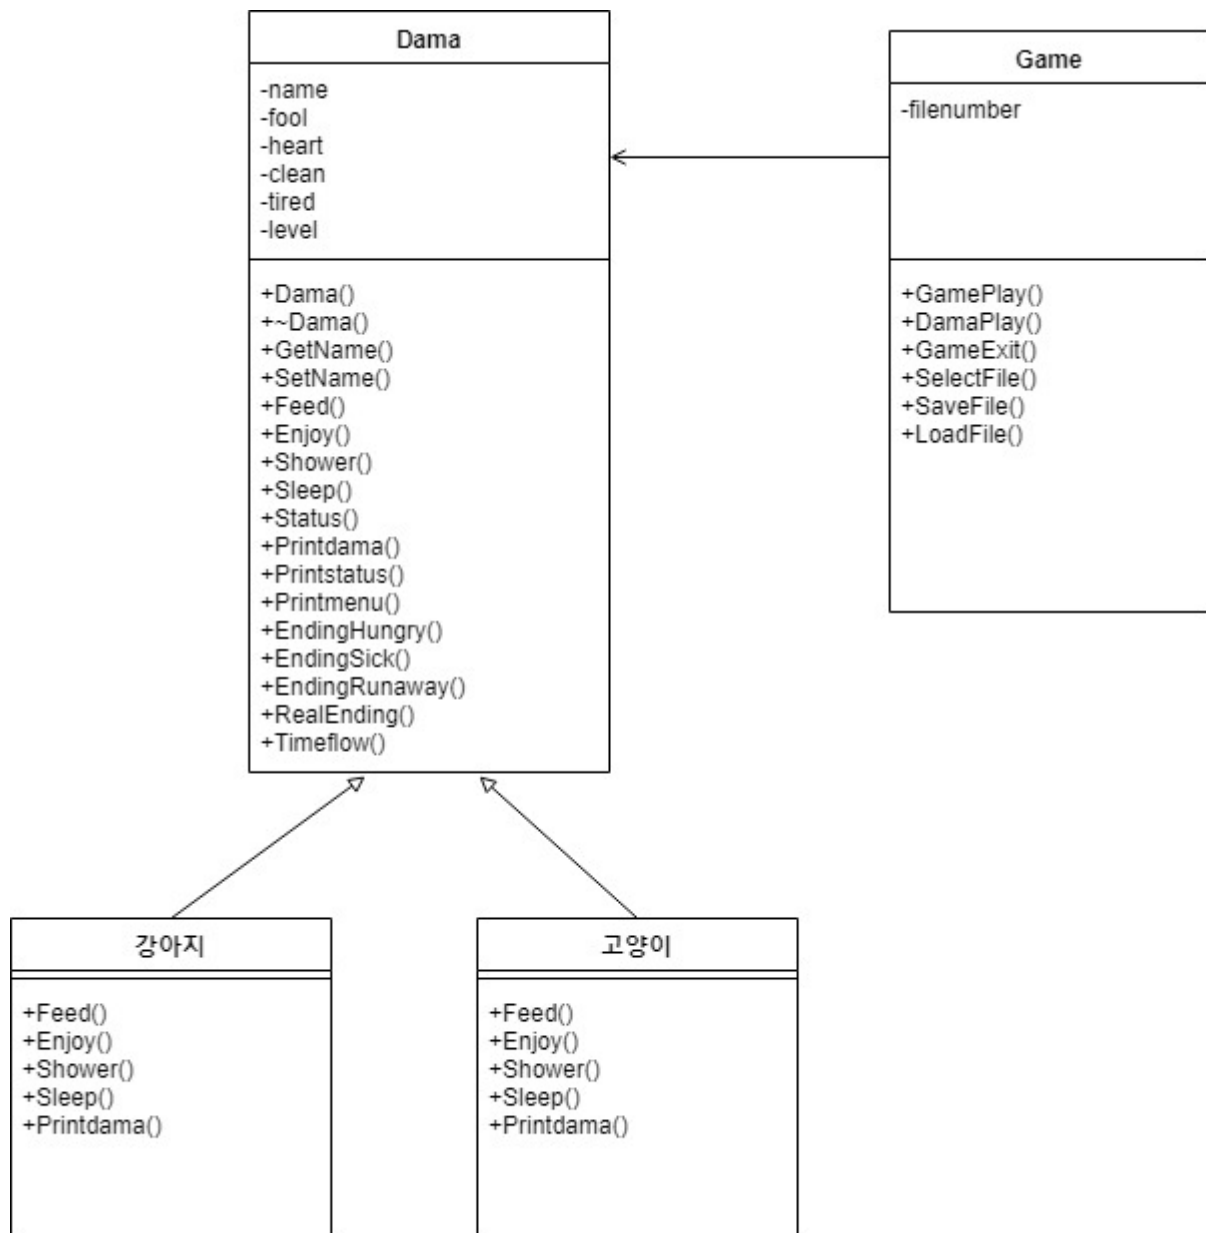 Dama
-name
-fool
-heart
-clean
-tired
-level
+Dama()
+~Dama()
+GetName()
+SetName()
+Feed()
+Enjoy()
+Shower()
+Sleep()
+Status()
+Printdama()
+Printstatus()
+Printmenu()
+EndingHungry()
+EndingSick()
+EndingRunaway()
+RealEnding()
+Timeflow()
Game
-filenumber
+GamePlay()
+DamaPlay()
+GameExit()
+SelectFile()
+SaveFile()
+LoadFile()
강아지
+Feed()
+Enjoy()
+Shower()
+Sleep()
+Printdama()
고양이
+Feed()
+Enjoy()
+Shower()
+Sleep()
+Printdama()